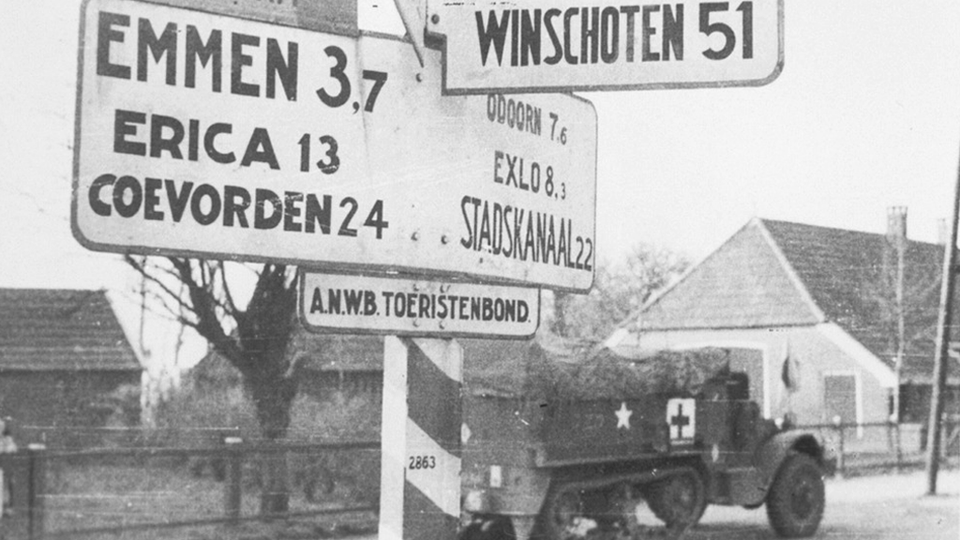 EMMEN 3,7
ERICA 13
COEVORDEN 24
WINSCHOTEN 51
ODOORN 7.6
EXLO 8.3
STADSKANAAL 22
A.N.W.B. TOERISTENBOND.
2863